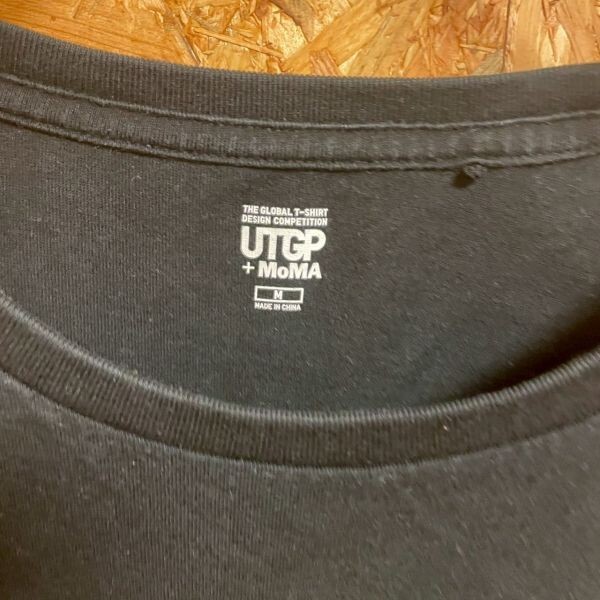 THE GLOBAL T-SHIRT
DESIGN COMPETITION
UTGP
+MoMA
M
MADE IN CHINA